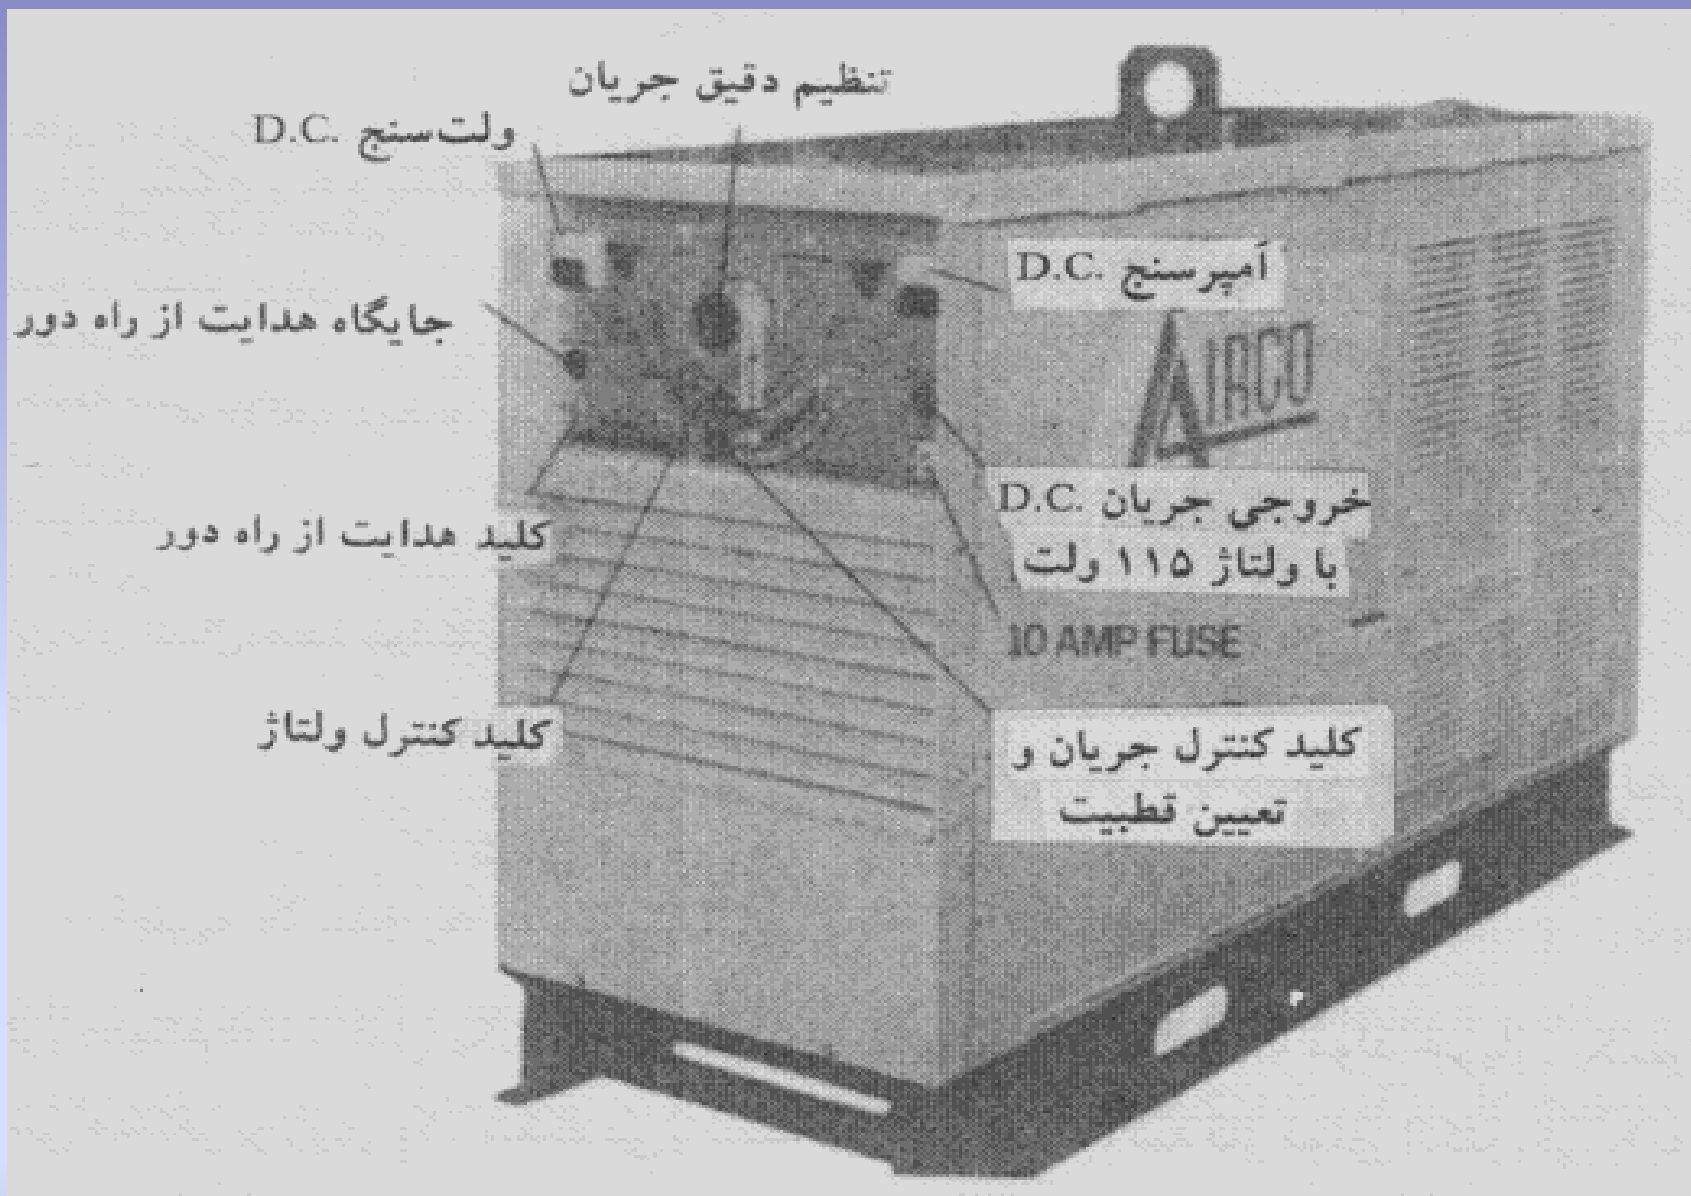 تنظیم دقیق جریان
ولت‌سنج D.C.
آمپرسنج D.C.
جایگاه هدایت از راه دور
AIRCO
خروجی جریان D.C.
با ولتاژ ۱۱۵ ولت
کلید هدایت از راه دور
10 AMP FUSE
کلید کنترل ولتاژ
کلید کنترل جریان و
تعیین قطبیت